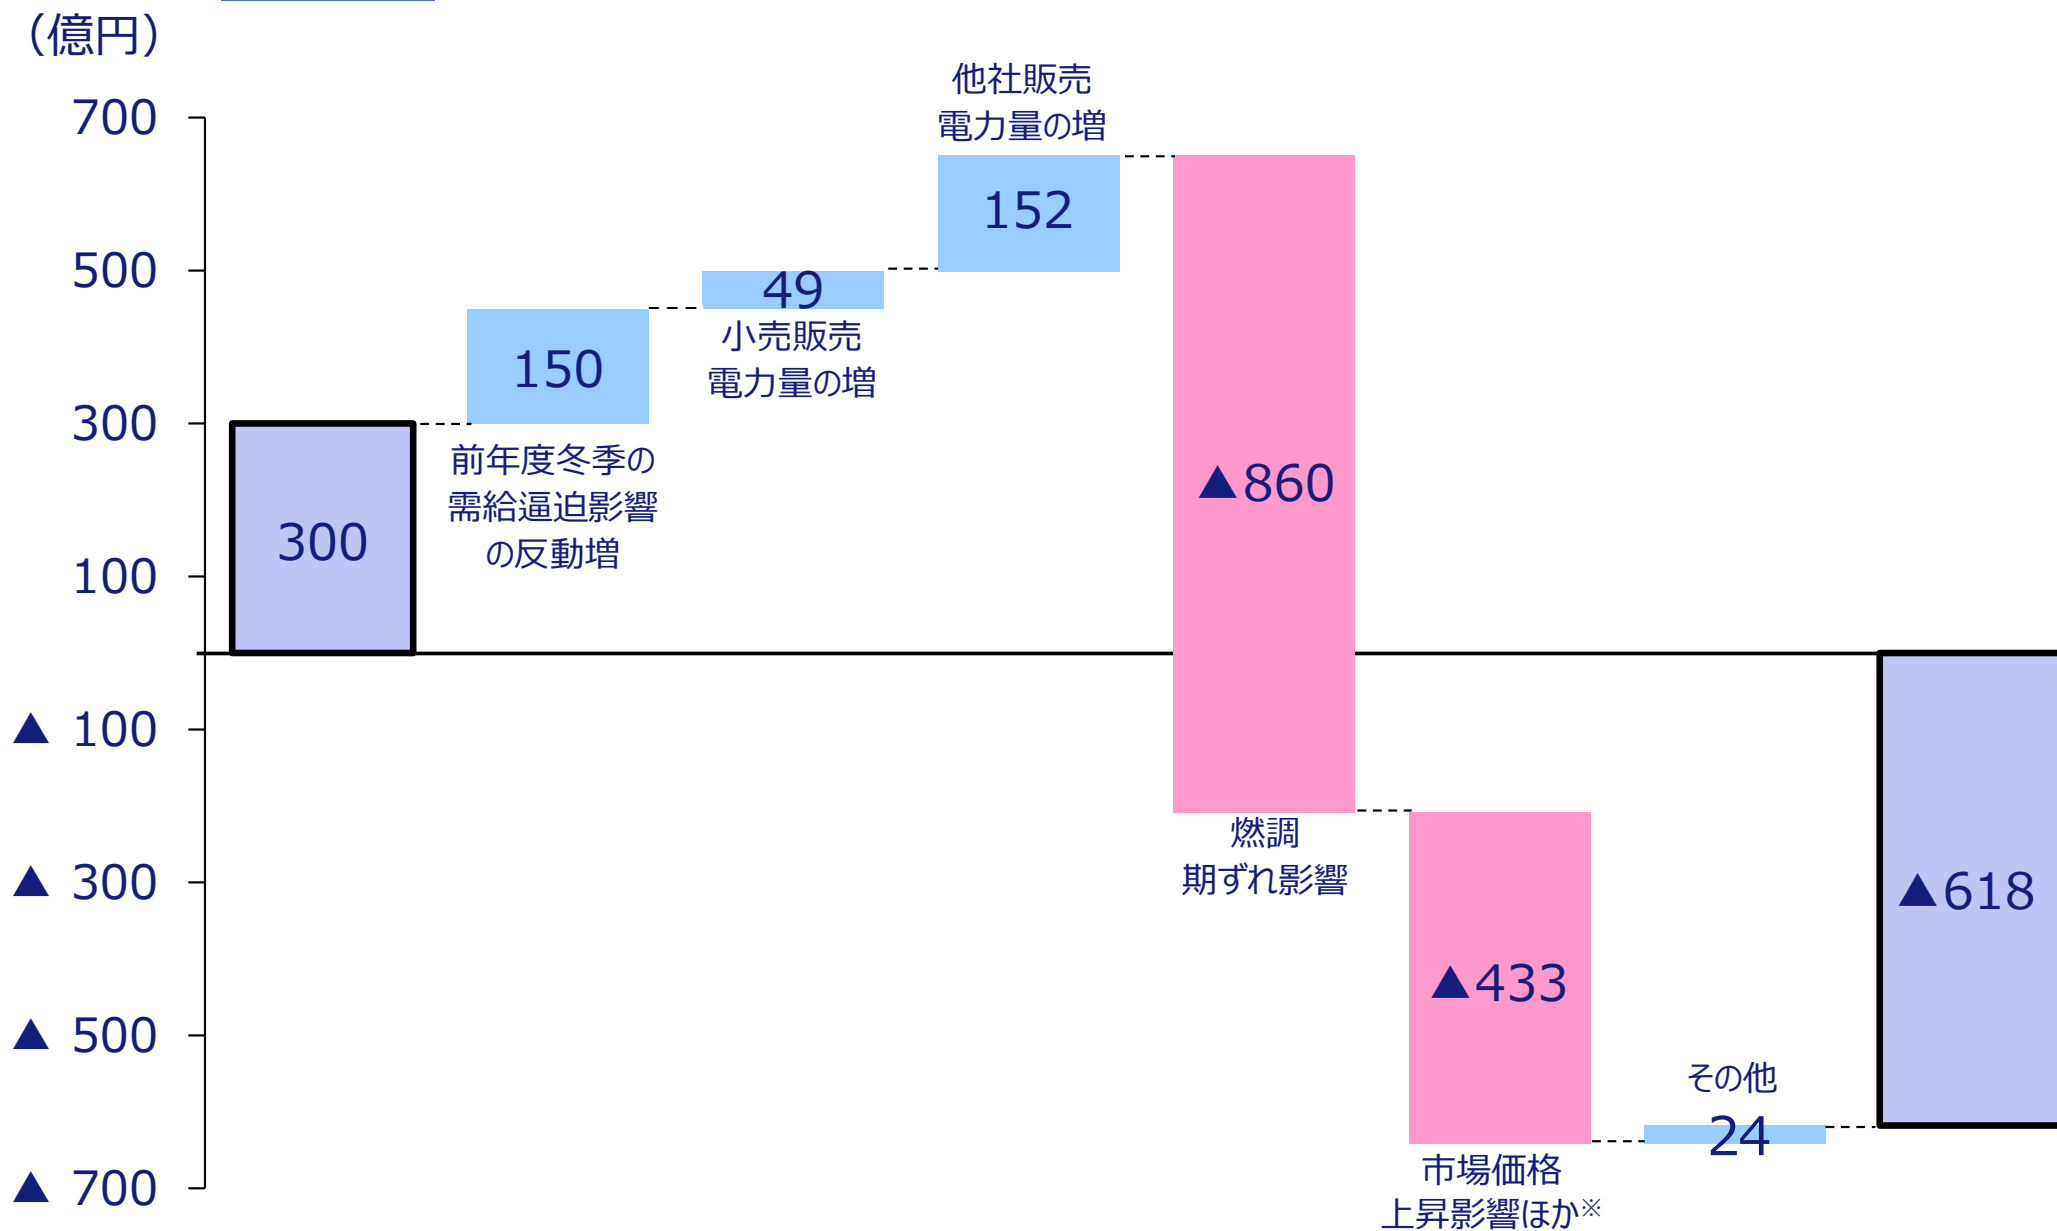 （億円）
700
500
300
100
▲ 100
▲ 300
▲ 500
▲ 700
300
150
前年度冬季の
需給逼迫影響
の反動増
49
小売販売
電力量の増
他社販売
電力量の増
152
▲860
燃調
期ずれ影響
▲433
市場価格
上昇影響ほか※
その他
24
▲618